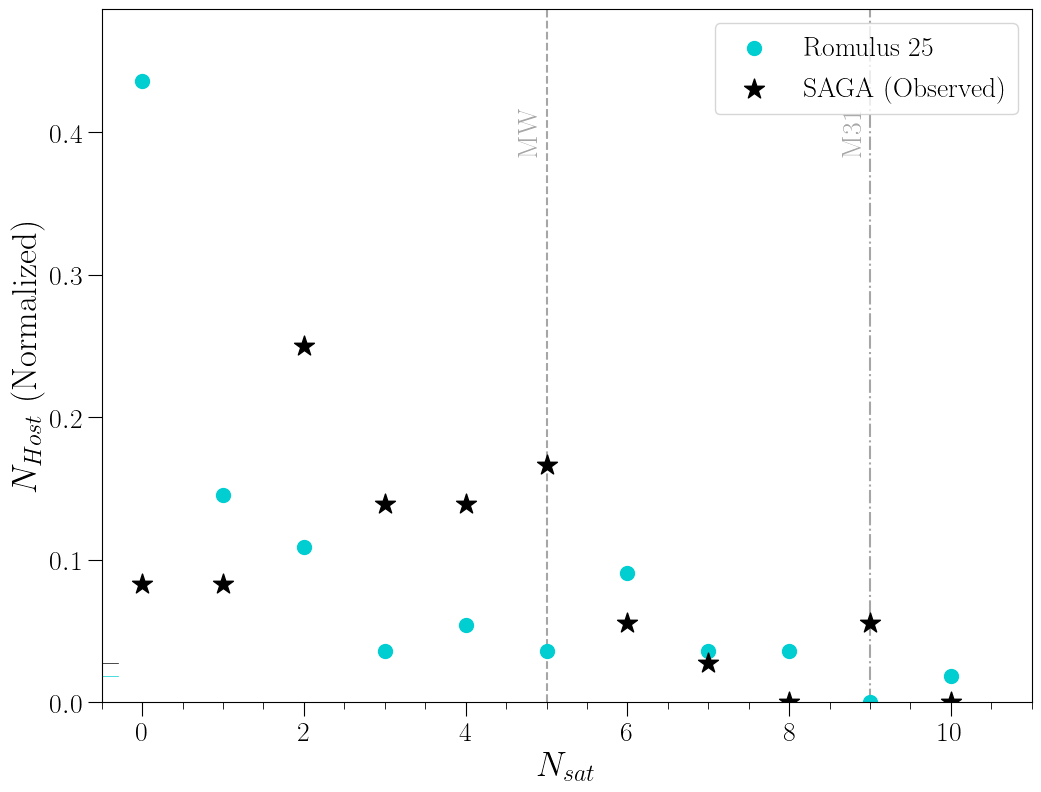 Romulus 25
SAGA (Observed)
MW
M31
N_{Host} (Normalized)
0.4
0.3
0.2
0.1
0.0
0 2 4 6 8 10
N_{sat}